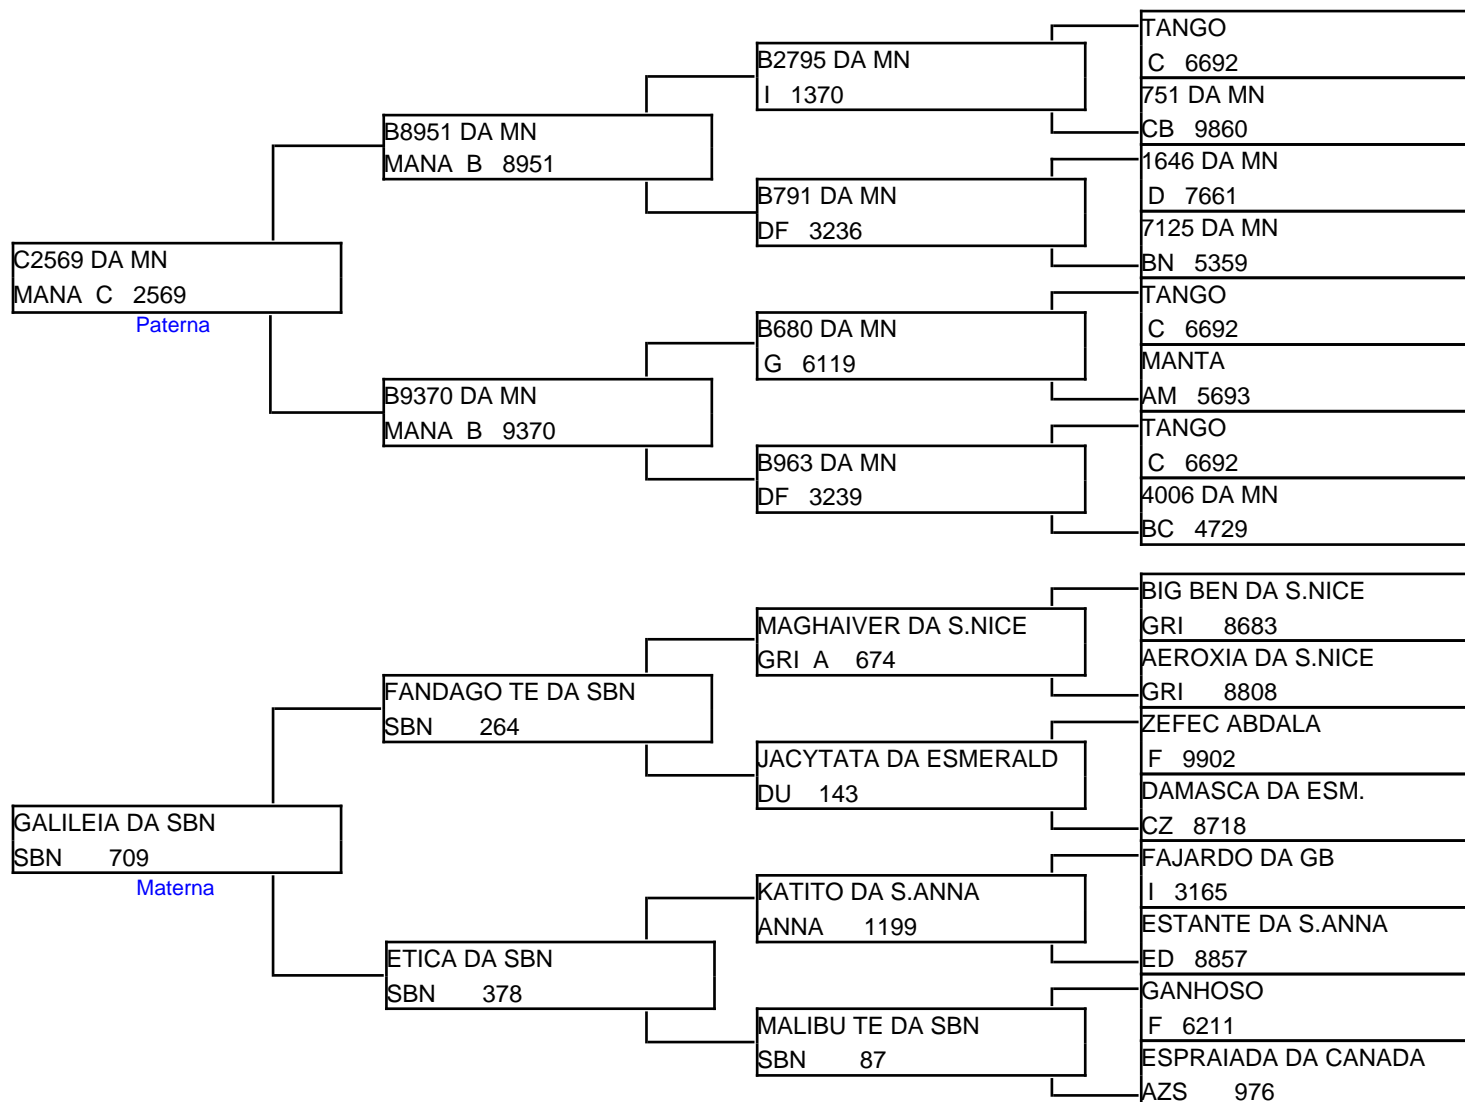 C2569 DA MN
MANA C 2569
Paterna
B8951 DA MN
MANA B 8951
B9370 DA MN
MANA B 9370
B2795 DA MN
I 1370
B791 DA MN
DF 3236
B680 DA MN
G 6119
B963 DA MN
DF 3239
TANGO
C 6692
751 DA MN
CB 9860
1646 DA MN
D 7661
7125 DA MN
BN 5359
TANGO
C 6692
MANTA
AM 5693
TANGO
C 6692
4006 DA MN
BC 4729
GALILEIA DA SBN
SBN 709
Materna
FANDAGO TE DA SBN
SBN 264
ETICA DA SBN
SBN 378
MAGHAIVER DA S.NICE
GRI A 674
JACYTATA DA ESMERALD
DU 143
KATITO DA S.ANNA
ANNA 1199
MALIBU TE DA SBN
SBN 87
BIG BEN DA S.NICE
GRI 8683
AEROXIA DA S.NICE
GRI 8808
ZEFEC ABDALA
F 9902
DAMASCA DA ESM.
CZ 8718
FAJARDO DA GB
I 3165
ESTANTE DA S.ANNA
ED 8857
GANHOSO
F 6211
ESPRAIADA DA CANADA
AZS 976